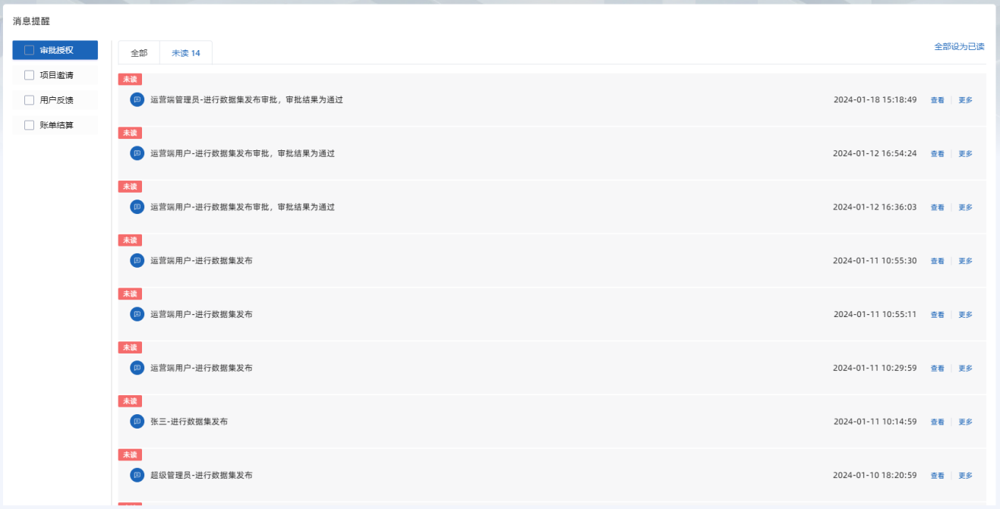 消息提醒
审批授权
项目邀请
用户反馈
账单结算
全部 未读 14 全部设为已读
未读
运营端管理员-进行数据集发布审批，审批结果为通过 2024-01-18 15:18:49 查看 更多
未读
运营端用户-进行数据集发布审批，审批结果为通过 2024-01-12 16:54:24 查看 更多
未读
运营端用户-进行数据集发布审批，审批结果为通过 2024-01-12 16:36:03 查看 更多
未读
运营端用户-进行数据集发布 2024-01-11 10:55:30 查看 更多
未读
运营端用户-进行数据集发布 2024-01-11 10:55:11 查看 更多
未读
运营端用户-进行数据集发布 2024-01-11 10:29:59 查看 更多
未读
张三-进行数据集发布 2024-01-11 10:14:59 查看 更多
未读
超级管理员-进行数据集发布 2024-01-10 18:20:59 查看 更多